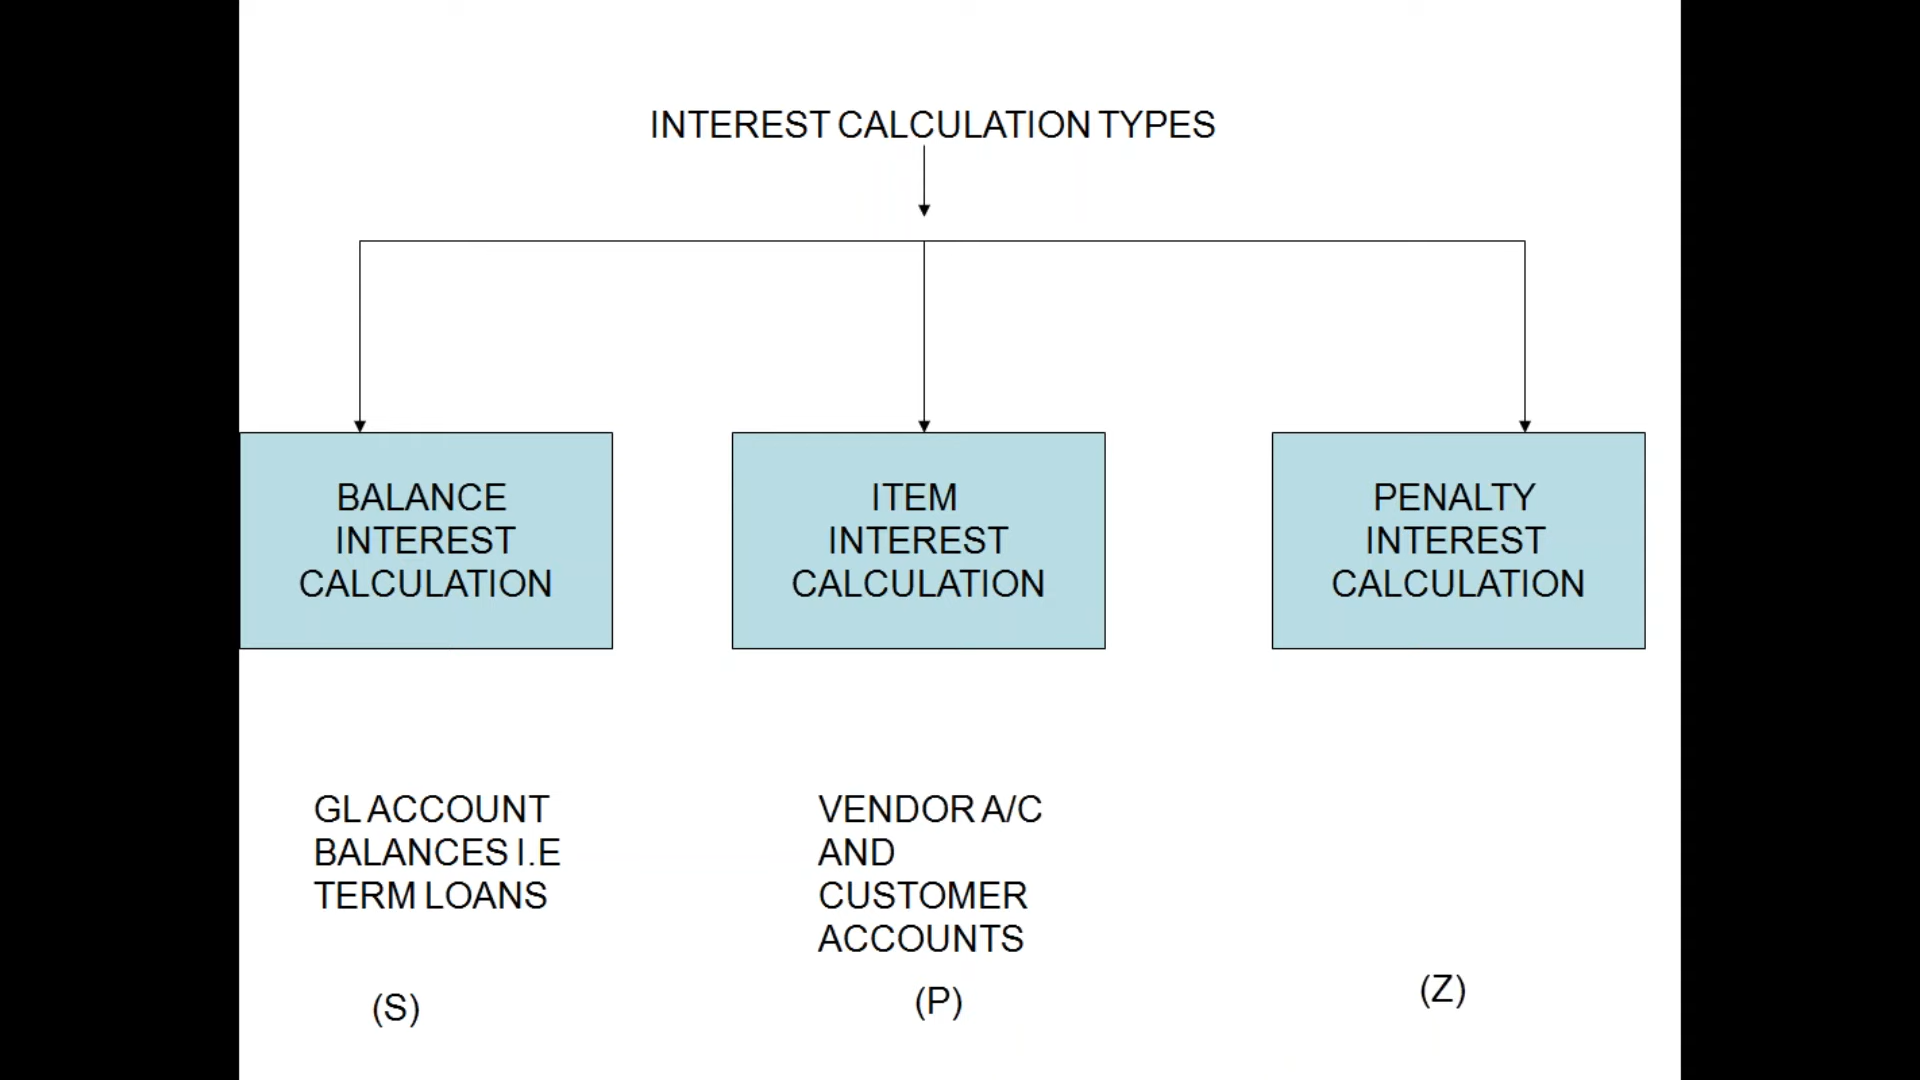 INTEREST CALCULATION TYPES
BALANCE
INTEREST
CALCULATION
ITEM
INTEREST
CALCULATION
PENALTY
INTEREST
CALCULATION
GL ACCOUNT
BALANCES I.E
TERM LOANS
(S)
VENDOR A/C
AND
CUSTOMER
ACCOUNTS
(P)
(Z)